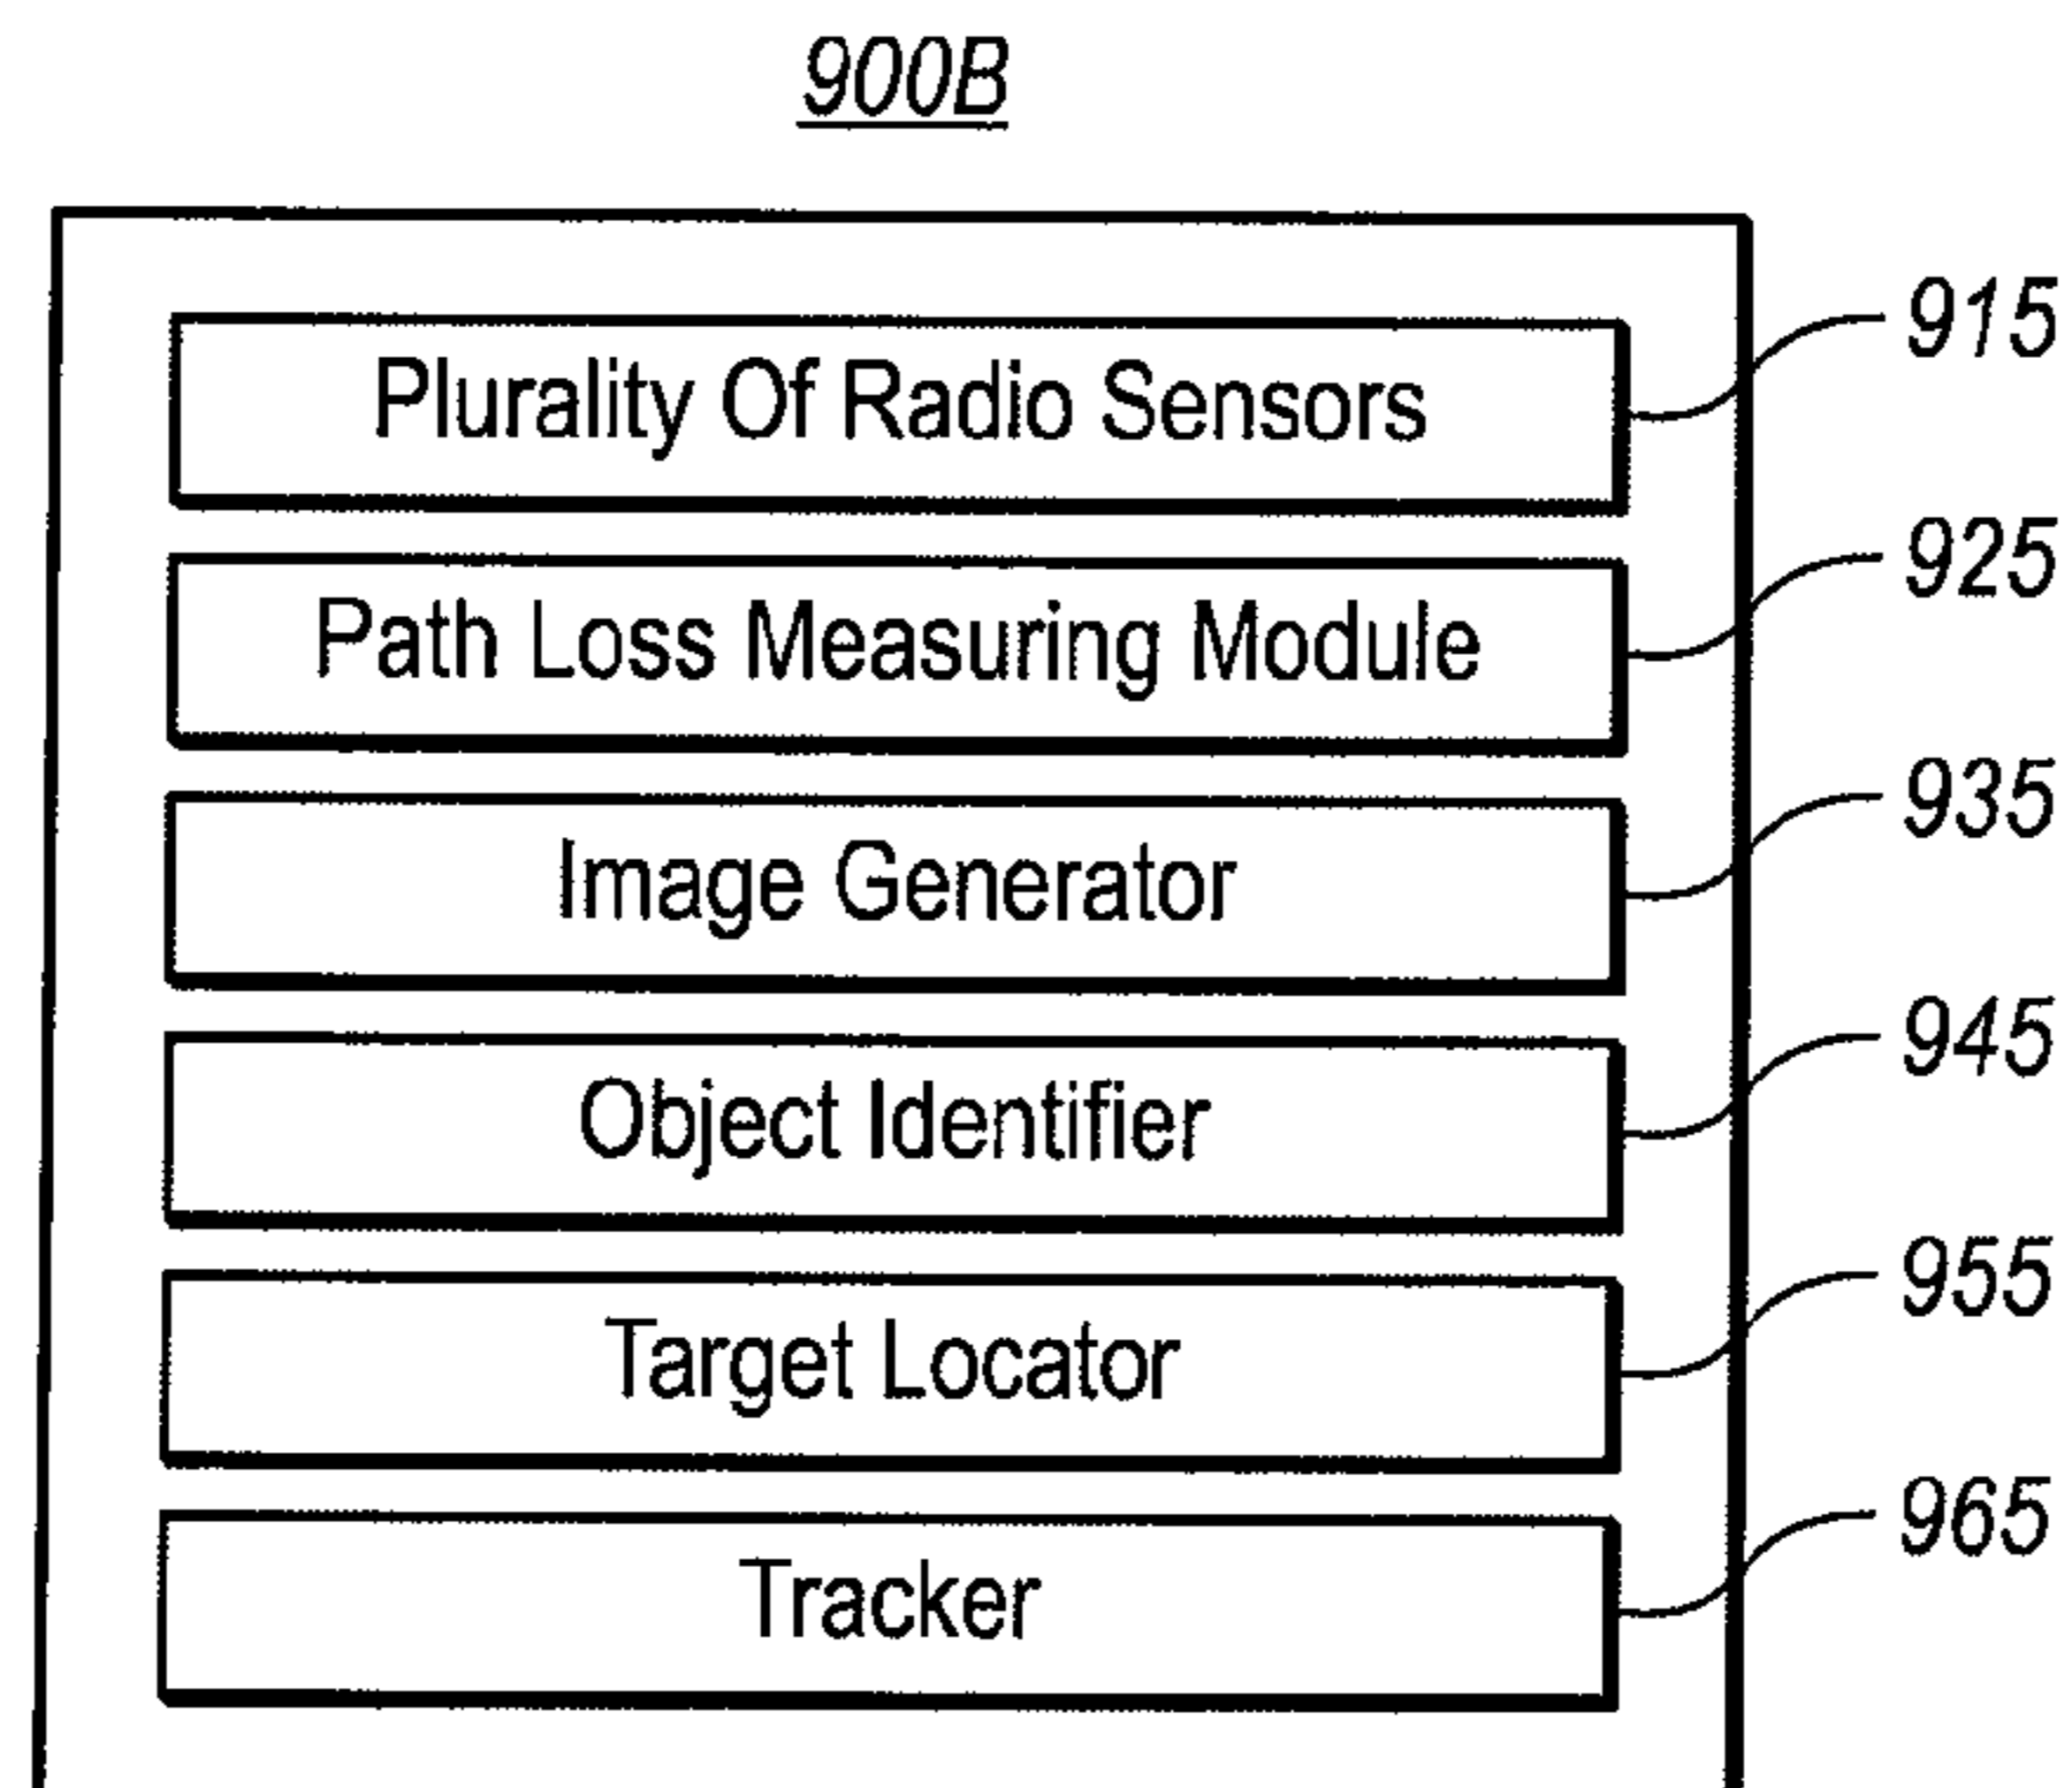 900B
Plurality Of Radio Sensors 915
Path Loss Measuring Module 925
Image Generator 935
Object Identifier 945
Target Locator 955
Tracker 965